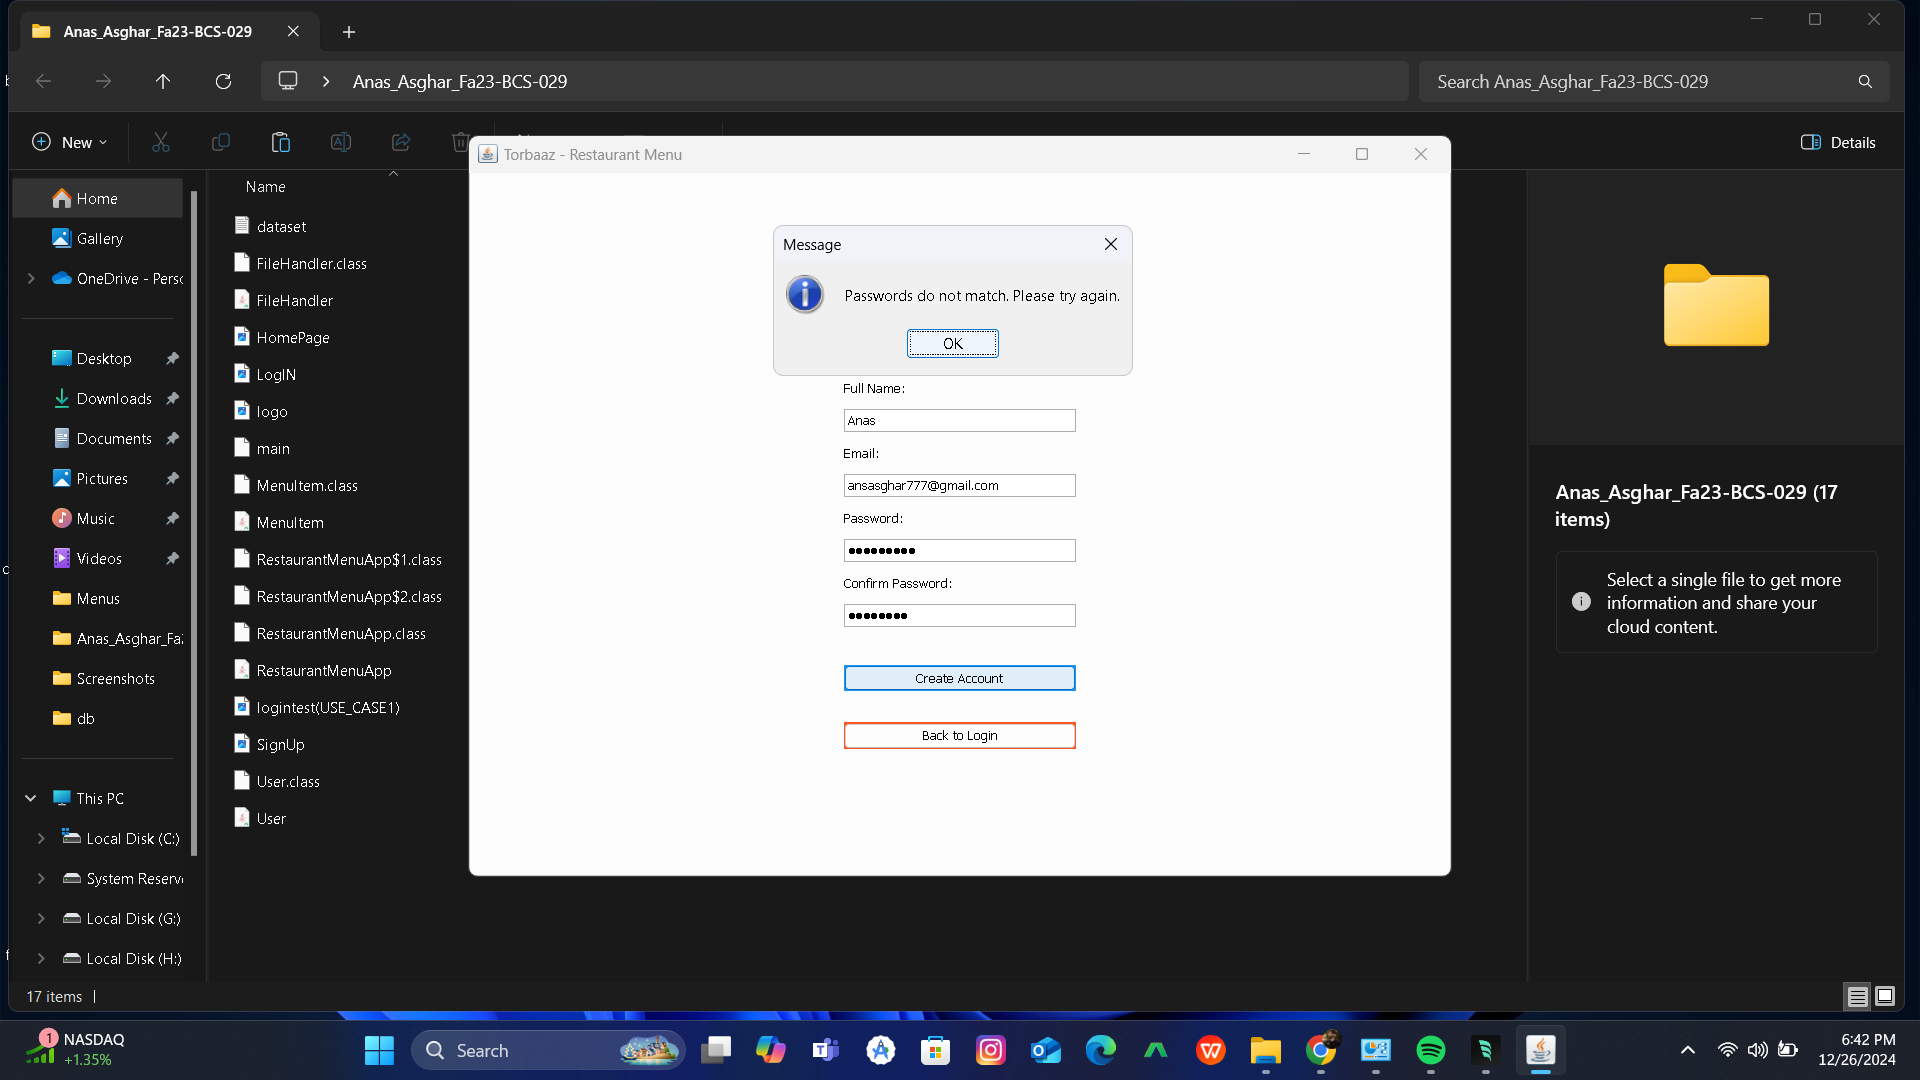 Anas_Asghar_Fa23-BCS-029
Anas_Asghar_Fa23-BCS-029
Search Anas_Asghar_Fa23-BCS-029
New
Details
Home
Gallery
OneDrive - Perso
Desktop
Downloads
Documents
Pictures
Music
Videos
Menus
Anas_Asghar_Fa2
Screenshots
db
This PC
Local Disk (C:)
System Reserve
Local Disk (G:)
Local Disk (H:)
Name
dataset
FileHandler.class
FileHandler
HomePage
LogIN
logo
main
MenuItem.class
MenuItem
RestaurantMenuApp$1.class
RestaurantMenuApp$2.class
RestaurantMenuApp.class
RestaurantMenuApp
logintest(USE_CASE1)
SignUp
User.class
User
Torbaaz - Restaurant Menu
Message
Passwords do not match. Please try again.
OK
Full Name:
Anas
Email:
ansasghar777@gmail.com
Password:
Confirm Password:
Create Account
Back to Login
Anas_Asghar_Fa23-BCS-029 (17
items)
Select a single file to get more
information and share your
cloud content.
17 items
1
NASDAQ
+1.35%
Search
6:42 PM
12/26/2024